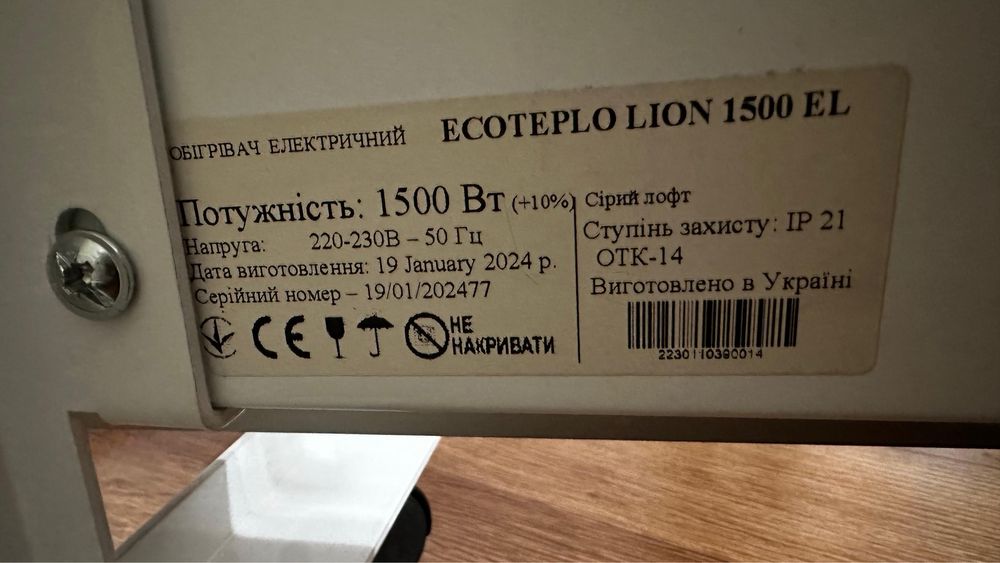 ОБІГРІВАЧ ЕЛЕКТРИЧНИЙ ECOTEPLO LION 1500 EL
Потужність: 1500 Вт (+10%)
Напруга: 220-230В – 50 Гц
Дата виготовлення: 19 January 2024 р.
Серійний номер – 19/01/202477
CE
НЕ
НАКРИВАТИ
Сірий лофт
Ступінь захисту: IP 21
ОТК-14
Виготовлено в Україні
2230110390014